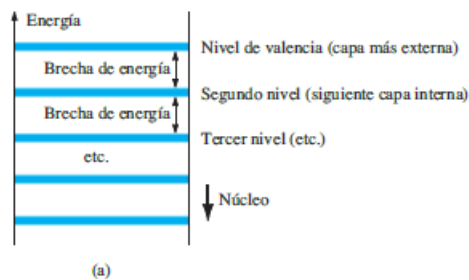 Energía
Nivel de valencia (capa más externa)
Brecha de energía
Segundo nivel (siguiente capa interna)
Brecha de energía
Tercer nivel (etc.)
etc.
Núcleo
(a)